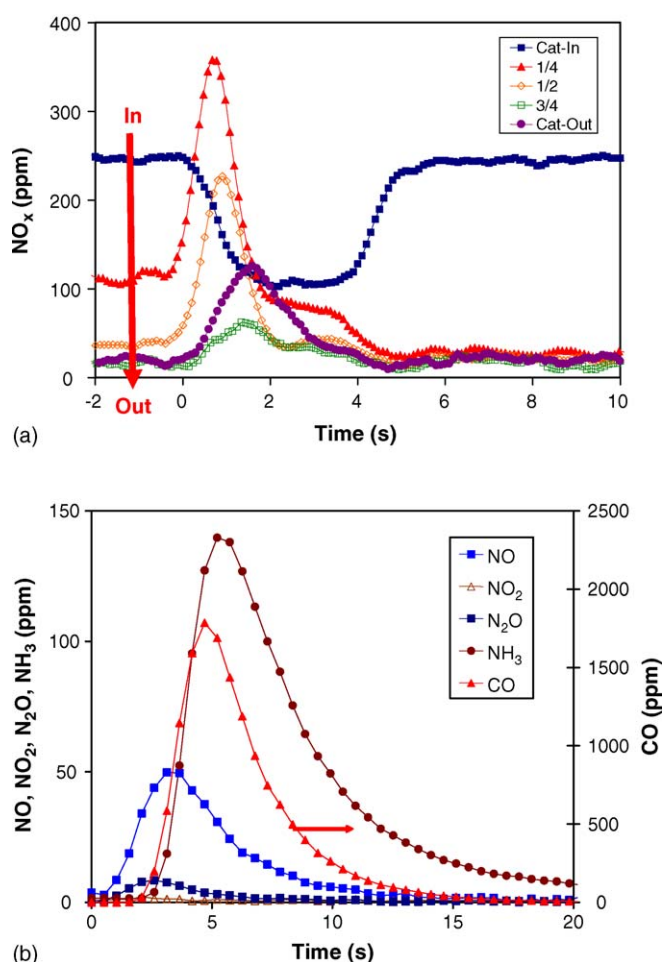 400
300
200
100
0
NOx (ppm)
In
Out
Cat-In
1/4
1/2
3/4
Cat-Out
-2 0 2 4 6 8 10
Time (s)
(a)
150
100
50
0
NO, NO2, N2O, NH3 (ppm)
NO
NO2
N2O
NH3
CO
2500
2000
1500
1000
500
0
CO (ppm)
0 5 10 15 20
Time (s)
(b)